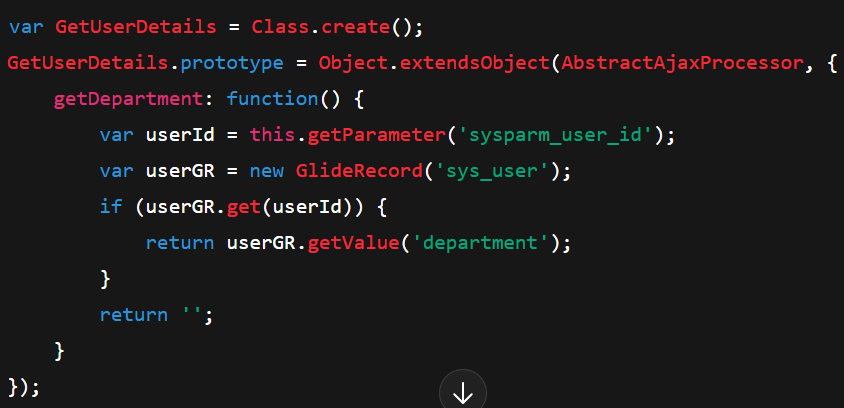 var GetUserDetails = Class.create();
GetUserDetails.prototype = Object.extendsObject(AbstractAjaxProcessor, {
    getDepartment: function() {
        var userId = this.getParameter('sysparm_user_id');
        var userGR = new GlideRecord('sys_user');
        if (userGR.get(userId)) {
            return userGR.getValue('department');
        }
        return '';
    }
});